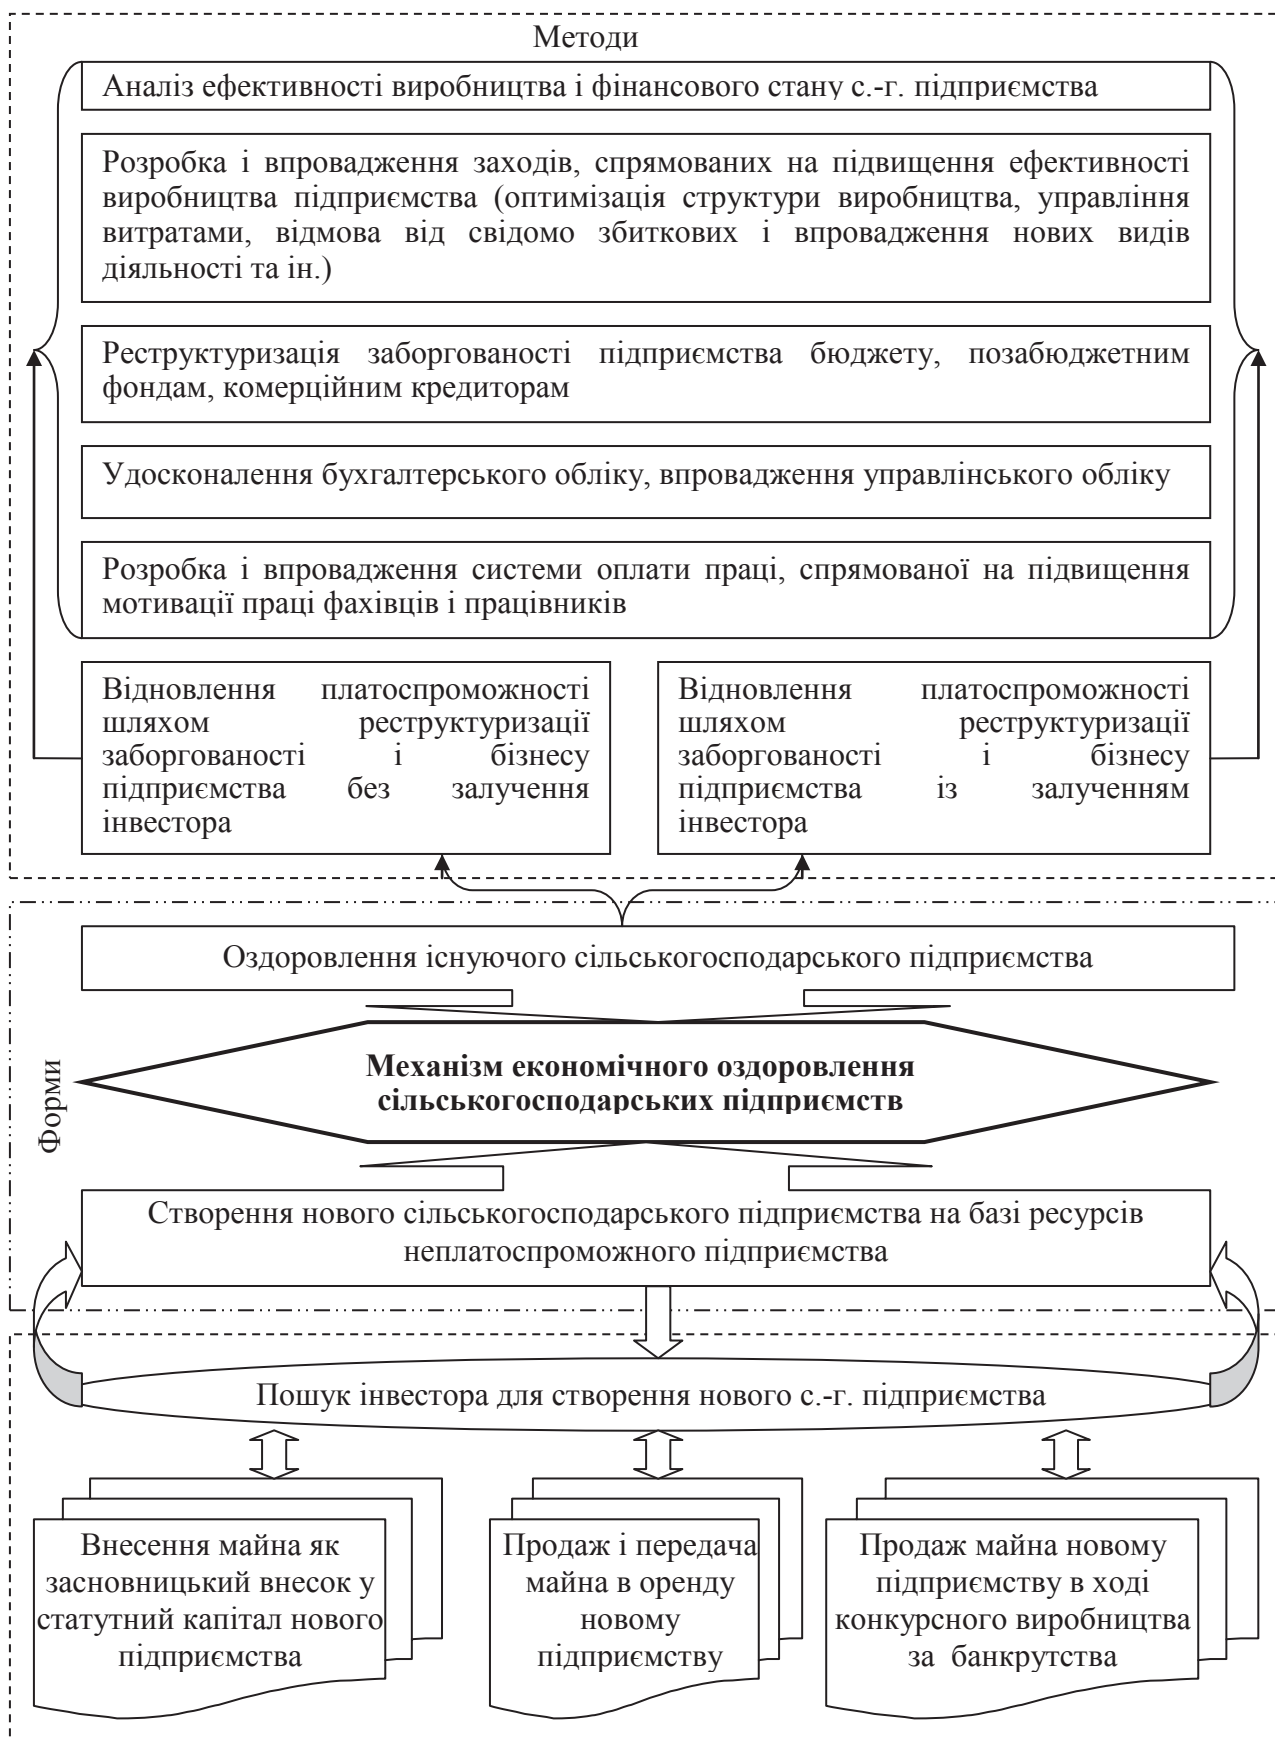 Методи
Аналіз ефективності виробництва і фінансового стану с.-г. підприємства
Розробка і впровадження заходів, спрямованих на підвищення ефективності
виробництва підприємства (оптимізація структури виробництва, управління
витратами, відмова від свідомо збиткових і впровадження нових видів
діяльності та ін.)
Реструктуризація заборгованості підприємства бюджету, позабюджетним
фондам, комерційним кредиторам
Удосконалення бухгалтерського обліку, впровадження управлінського обліку
Розробка і впровадження системи оплати праці, спрямованої на підвищення
мотивації праці фахівців і працівників
Відновлення платоспроможності
шляхом реструктуризації
заборгованості і бізнесу
підприємства без залучення
інвестора
Відновлення платоспроможності
шляхом реструктуризації
заборгованості і бізнесу
підприємства із залученням
інвестора
Оздоровлення існуючого сільськогосподарського підприємства
Форми
Механізм економічного оздоровлення
сільськогосподарських підприємств
Створення нового сільськогосподарського підприємства на базі ресурсів
неплатоспроможного підприємства
Пошук інвестора для створення нового с.-г. підприємства
Внесення майна як
засновницький внесок у
статутний капітал нового
підприємства
Продаж і передача
майна в оренду
новому
підприємству
Продаж майна новому
підприємству в ході
конкурсного виробництва
за банкрутства